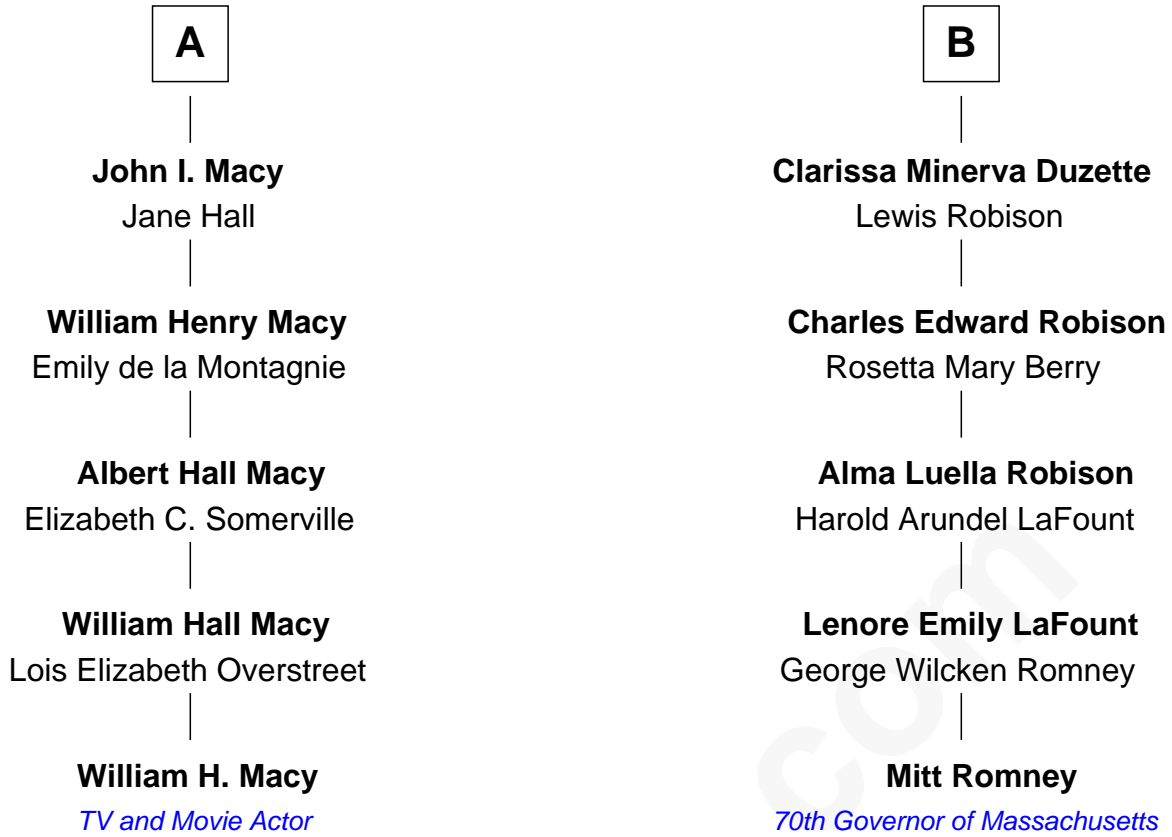 A
B
John I. Macy
Jane Hall
Clarissa Minerva Duzette
Lewis Robison
William Henry Macy
Emily de la Montagnie
Charles Edward Robison
Rosetta Mary Berry
Albert Hall Macy
Elizabeth C. Somerville
Alma Luella Robison
Harold Arundel LaFount
William Hall Macy
Lois Elizabeth Overstreet
Lenore Emily LaFount
George Wilcken Romney
William H. Macy
TV and Movie Actor
Mitt Romney
70th Governor of Massachusetts
com